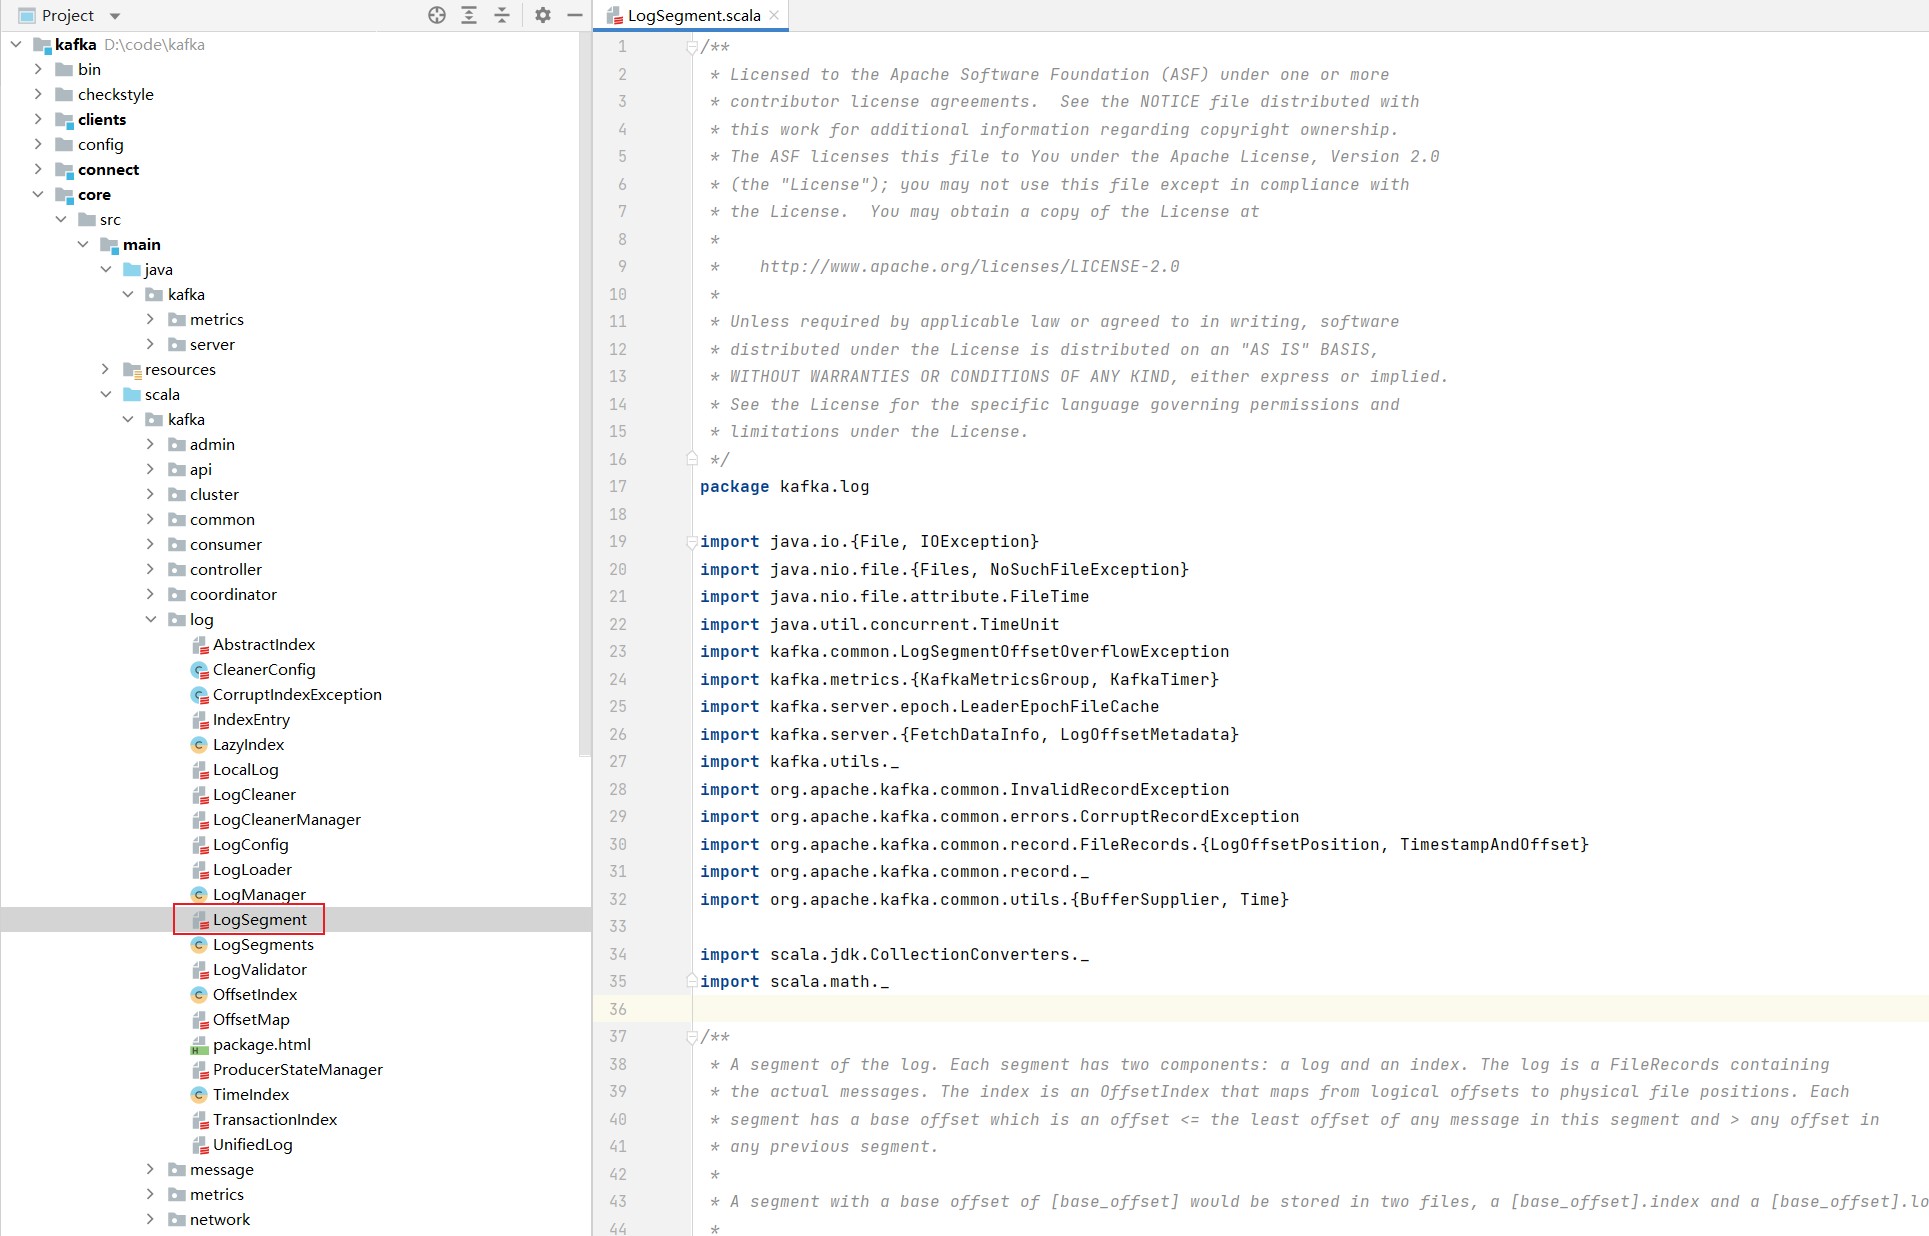 Project
kafka D:\code\kafka
bin
checkstyle
clients
config
connect
core
src
main
java
kafka
metrics
server
resources
scala
kafka
admin
api
cluster
common
consumer
controller
coordinator
log
AbstractIndex
CleanerConfig
CorruptIndexException
IndexEntry
LazyIndex
LocalLog
LogCleaner
LogCleanerManager
LogConfig
LogLoader
LogManager
LogSegment
LogSegments
LogValidator
OffsetIndex
OffsetMap
package.html
ProducerStateManager
TimeIndex
TransactionIndex
UnifiedLog
message
metrics
network
LogSegment.scala
1 /**
2 * Licensed to the Apache Software Foundation (ASF) under one or more
3 * contributor license agreements.  See the NOTICE file distributed with
4 * this work for additional information regarding copyright ownership.
5 * The ASF licenses this file to You under the Apache License, Version 2.0
6 * (the "License"); you may not use this file except in compliance with
7 * the License.  You may obtain a copy of the License at
8 *
9 *    http://www.apache.org/licenses/LICENSE-2.0
10 *
11 * Unless required by applicable law or agreed to in writing, software
12 * distributed under the License is distributed on an "AS IS" BASIS,
13 * WITHOUT WARRANTIES OR CONDITIONS OF ANY KIND, either express or implied.
14 * See the License for the specific language governing permissions and
15 * limitations under the License.
16 */
17 package kafka.log
18
19 import java.io.{File, IOException}
20 import java.nio.file.{Files, NoSuchFileException}
21 import java.nio.file.attribute.FileTime
22 import java.util.concurrent.TimeUnit
23 import kafka.common.LogSegmentOffsetOverflowException
24 import kafka.metrics.{KafkaMetricsGroup, KafkaTimer}
25 import kafka.server.epoch.LeaderEpochFileCache
26 import kafka.server.{FetchDataInfo, LogOffsetMetadata}
27 import kafka.utils._
28 import org.apache.kafka.common.InvalidRecordException
29 import org.apache.kafka.common.errors.CorruptRecordException
30 import org.apache.kafka.common.record.FileRecords.{LogOffsetPosition, TimestampAndOffset}
31 import org.apache.kafka.common.record._
32 import org.apache.kafka.common.utils.{BufferSupplier, Time}
33
34 import scala.jdk.CollectionConverters._
35 import scala.math._
36
37 /**
38 * A segment of the log. Each segment has two components: a log and an index. The log is a FileRecords containing
39 * the actual messages. The index is an OffsetIndex that maps from logical offsets to physical file positions. Each
40 * segment has a base offset which is an offset <= the least offset of any message in this segment and > any offset in
41 * any previous segment.
42 *
43 * A segment with a base offset of [base_offset] would be stored in two files, a [base_offset].index and a [base_offset].lo
44 *